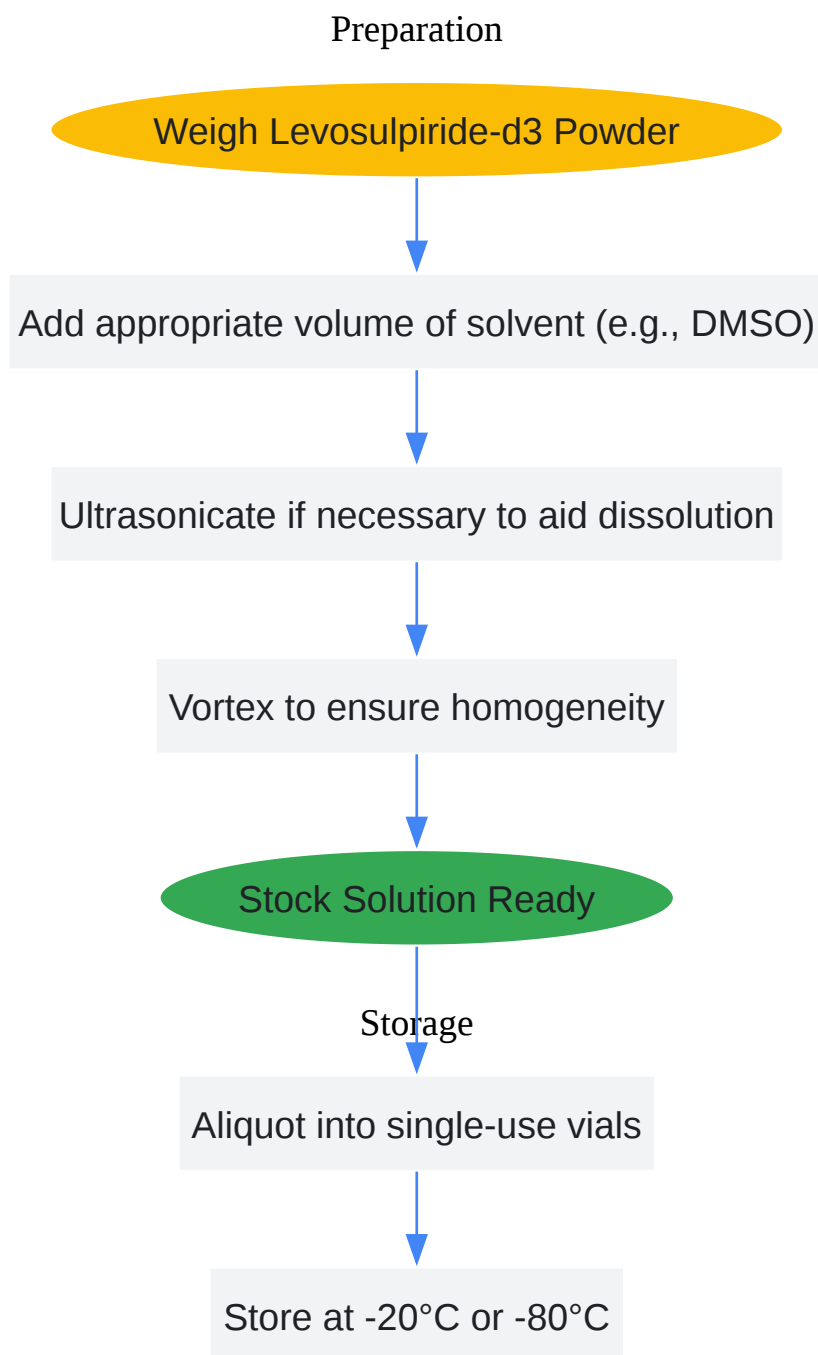 Preparation
Weigh Levosulpiride-d3 Powder
Add appropriate volume of solvent (e.g., DMSO)
Ultrasonicate if necessary to aid dissolution
Vortex to ensure homogeneity
Stock Solution Ready
Storage
Aliquot into single-use vials
Store at -20°C or -80°C